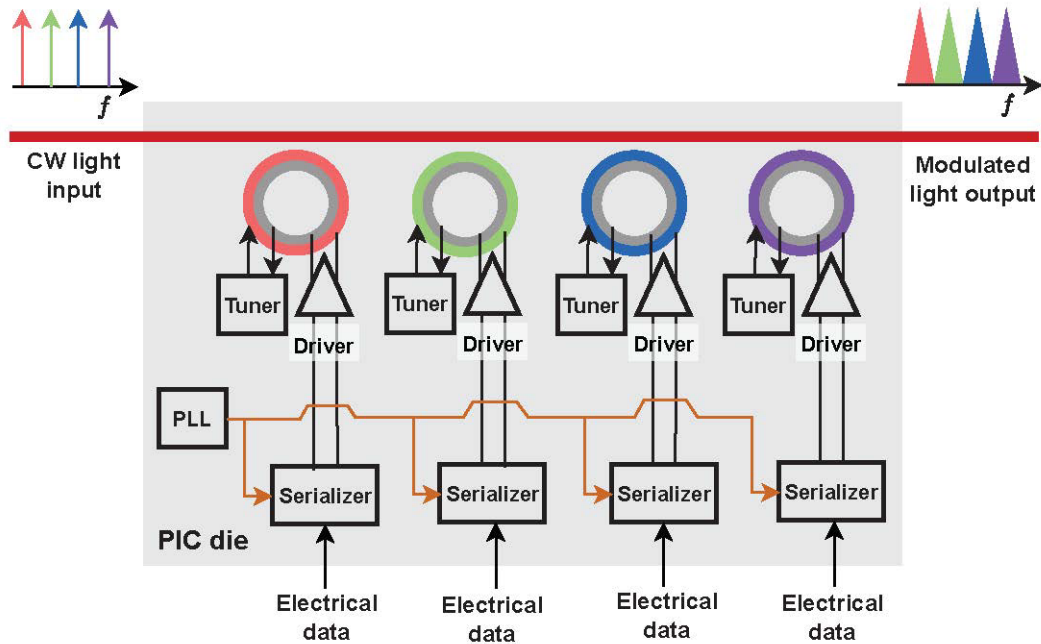 f
f
CW light
input
Modulated
light output
Tuner
Tuner
Tuner
Tuner
Driver
Driver
Driver
Driver
PLL
Serializer
Serializer
Serializer
Serializer
PIC die
Electrical
data
Electrical
data
Electrical
data
Electrical
data